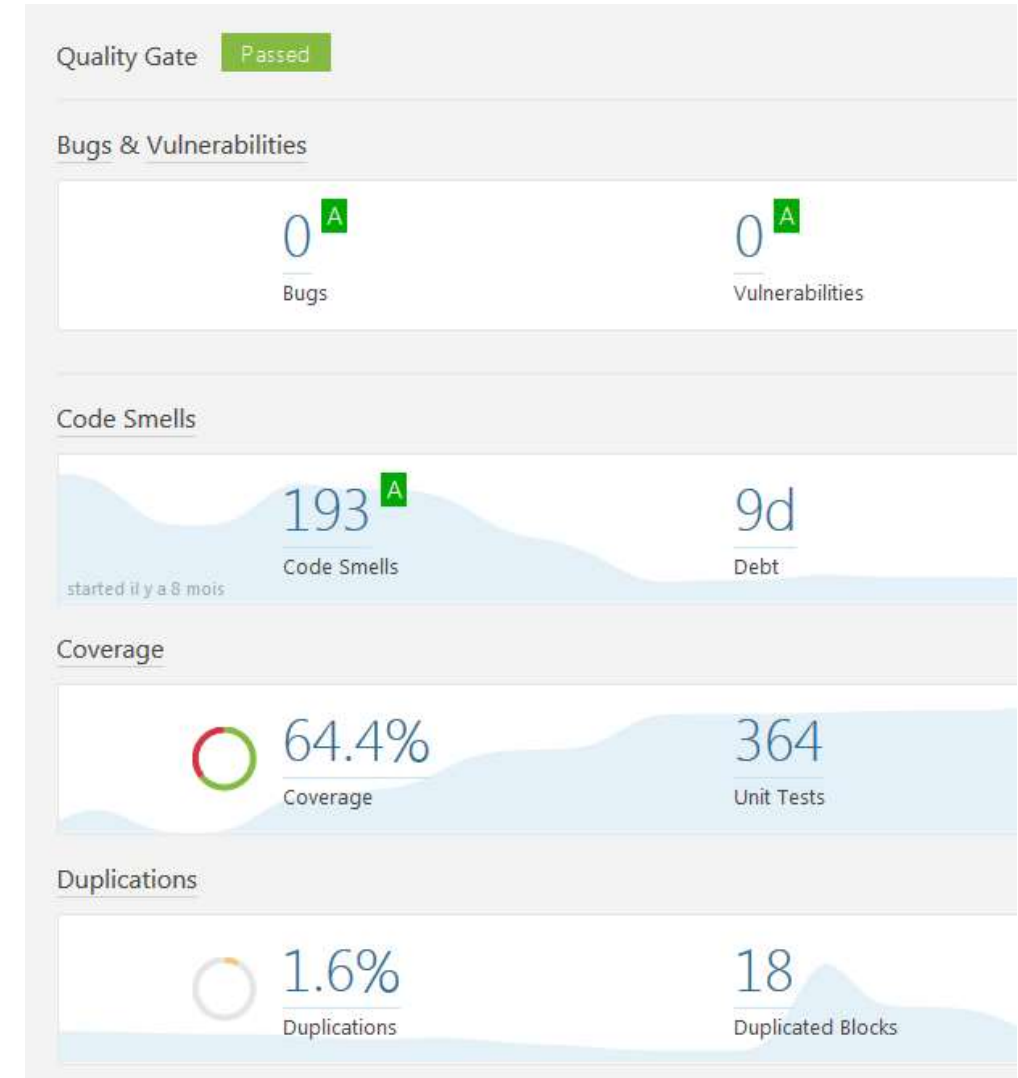 Quality Gate Passed
Bugs & Vulnerabilities
0 A 0 A
Bugs Vulnerabilities
Code Smells
193 A 9d
Code Smells Debt
started il y a 8 mois
Coverage
64.4% 364
Coverage Unit Tests
Duplications
1.6% 18
Duplications Duplicated Blocks